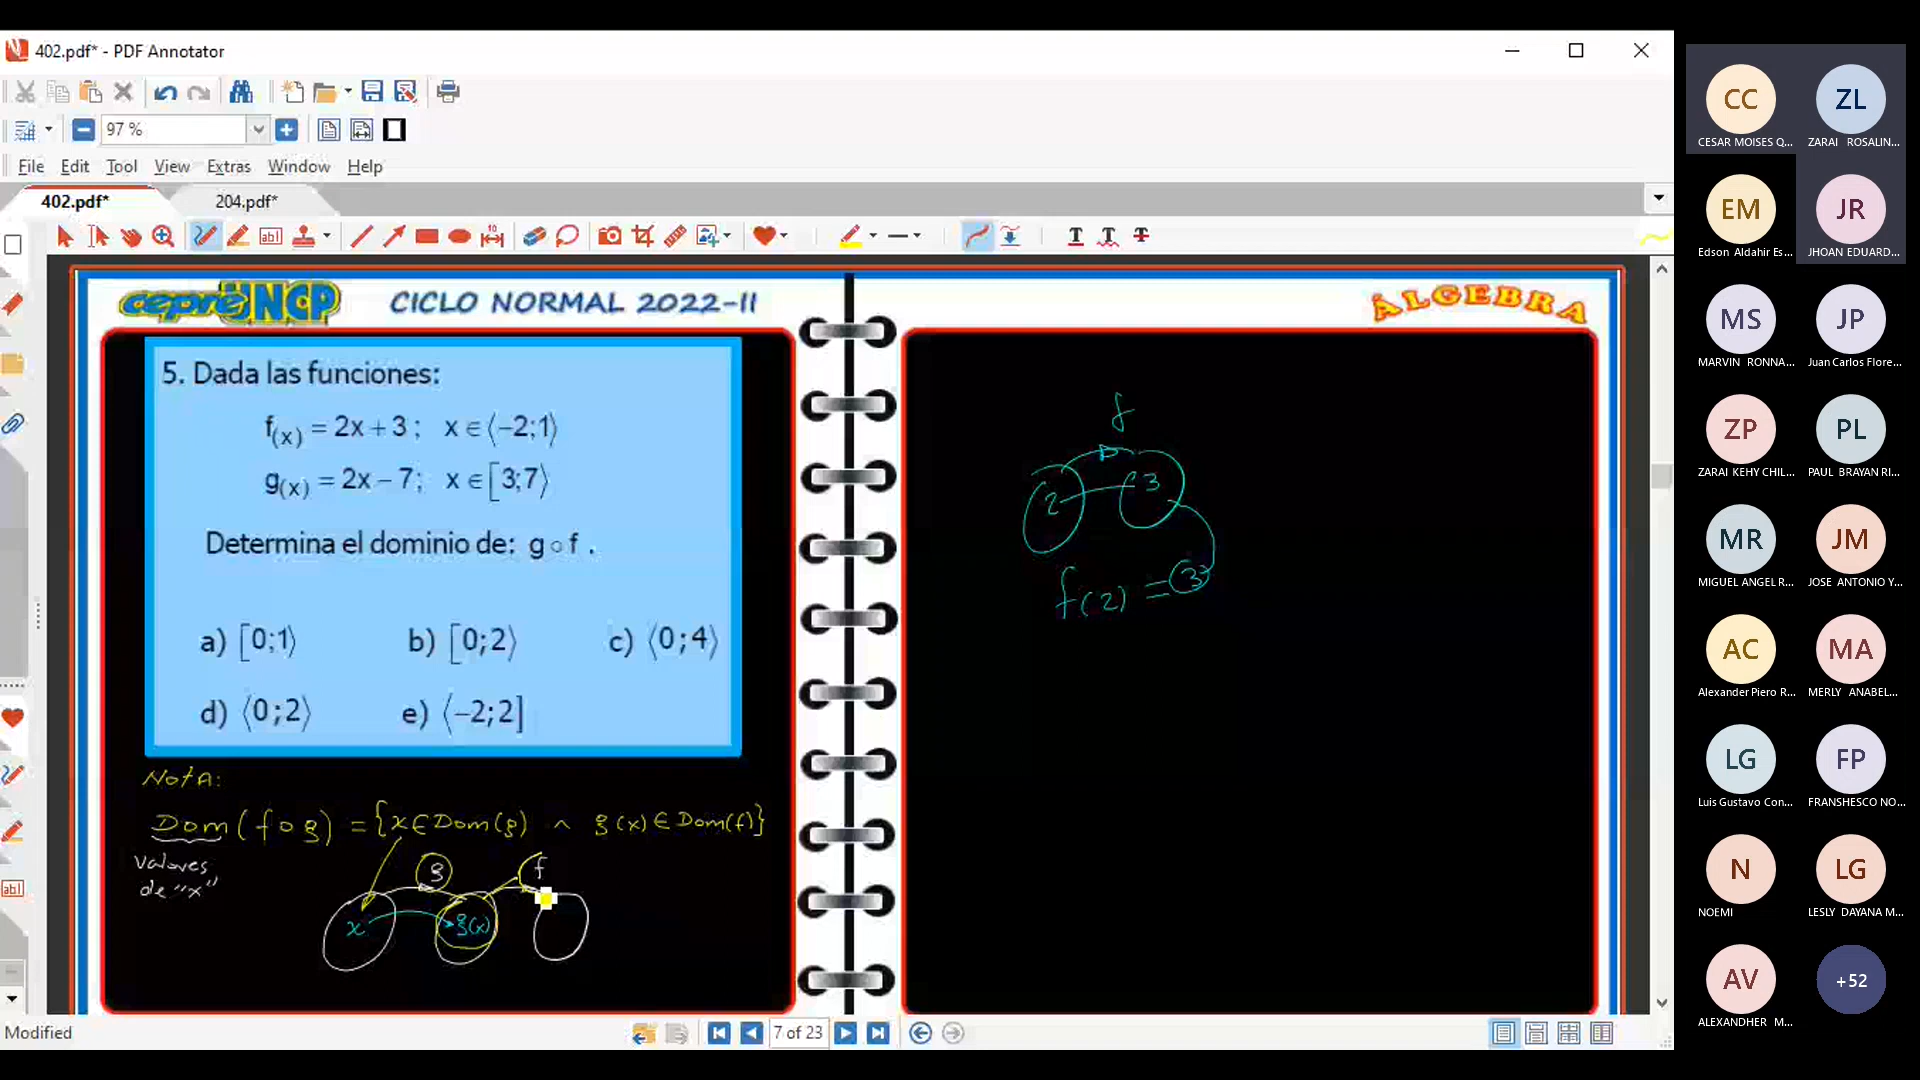 402.pdf* - PDF Annotator
97 %
File Edit Tool View Extras Window Help
402.pdf* 204.pdf*
cepreUNCP CICLO NORMAL 2022-II
ALGEBRA
5. Dada las funciones:
f(x) = 2x + 3 ; x ∈ ⟨−2;1⟩
g(x) = 2x − 7 ; x ∈ [3;7⟩
Determina el dominio de: g ∘ f .
a) [0;1⟩ b) [0;2⟩ c) ⟨0;4⟩
d) ⟨0;2⟩ e) ⟨−2;2]
Nota:
Dom(fog) = {x∈Dom(g) ∧ g(x)∈Dom(f)}
Valores
de "x"
g f
x g(x)
f
2 3
f(2) = 3
Modified
7 of 23
CC
CESAR MOISES Q...
ZL
ZARAI ROSALIN...
EM
Edson Aldahir Es...
JR
JHOAN EDUARD...
MS
MARVIN RONNA...
JP
Juan Carlos Flore...
ZP
ZARAI KEHY CHIL...
PL
PAUL BRAYAN RI...
MR
MIGUEL ANGEL R...
JM
JOSE ANTONIO Y...
AC
Alexander Piero R...
MA
MERLY ANABEL...
LG
Luis Gustavo Con...
FP
FRANSHESCO NO...
N
NOEMI
LG
LESLY DAYANA M...
AV
ALEXANDHER M...
+52